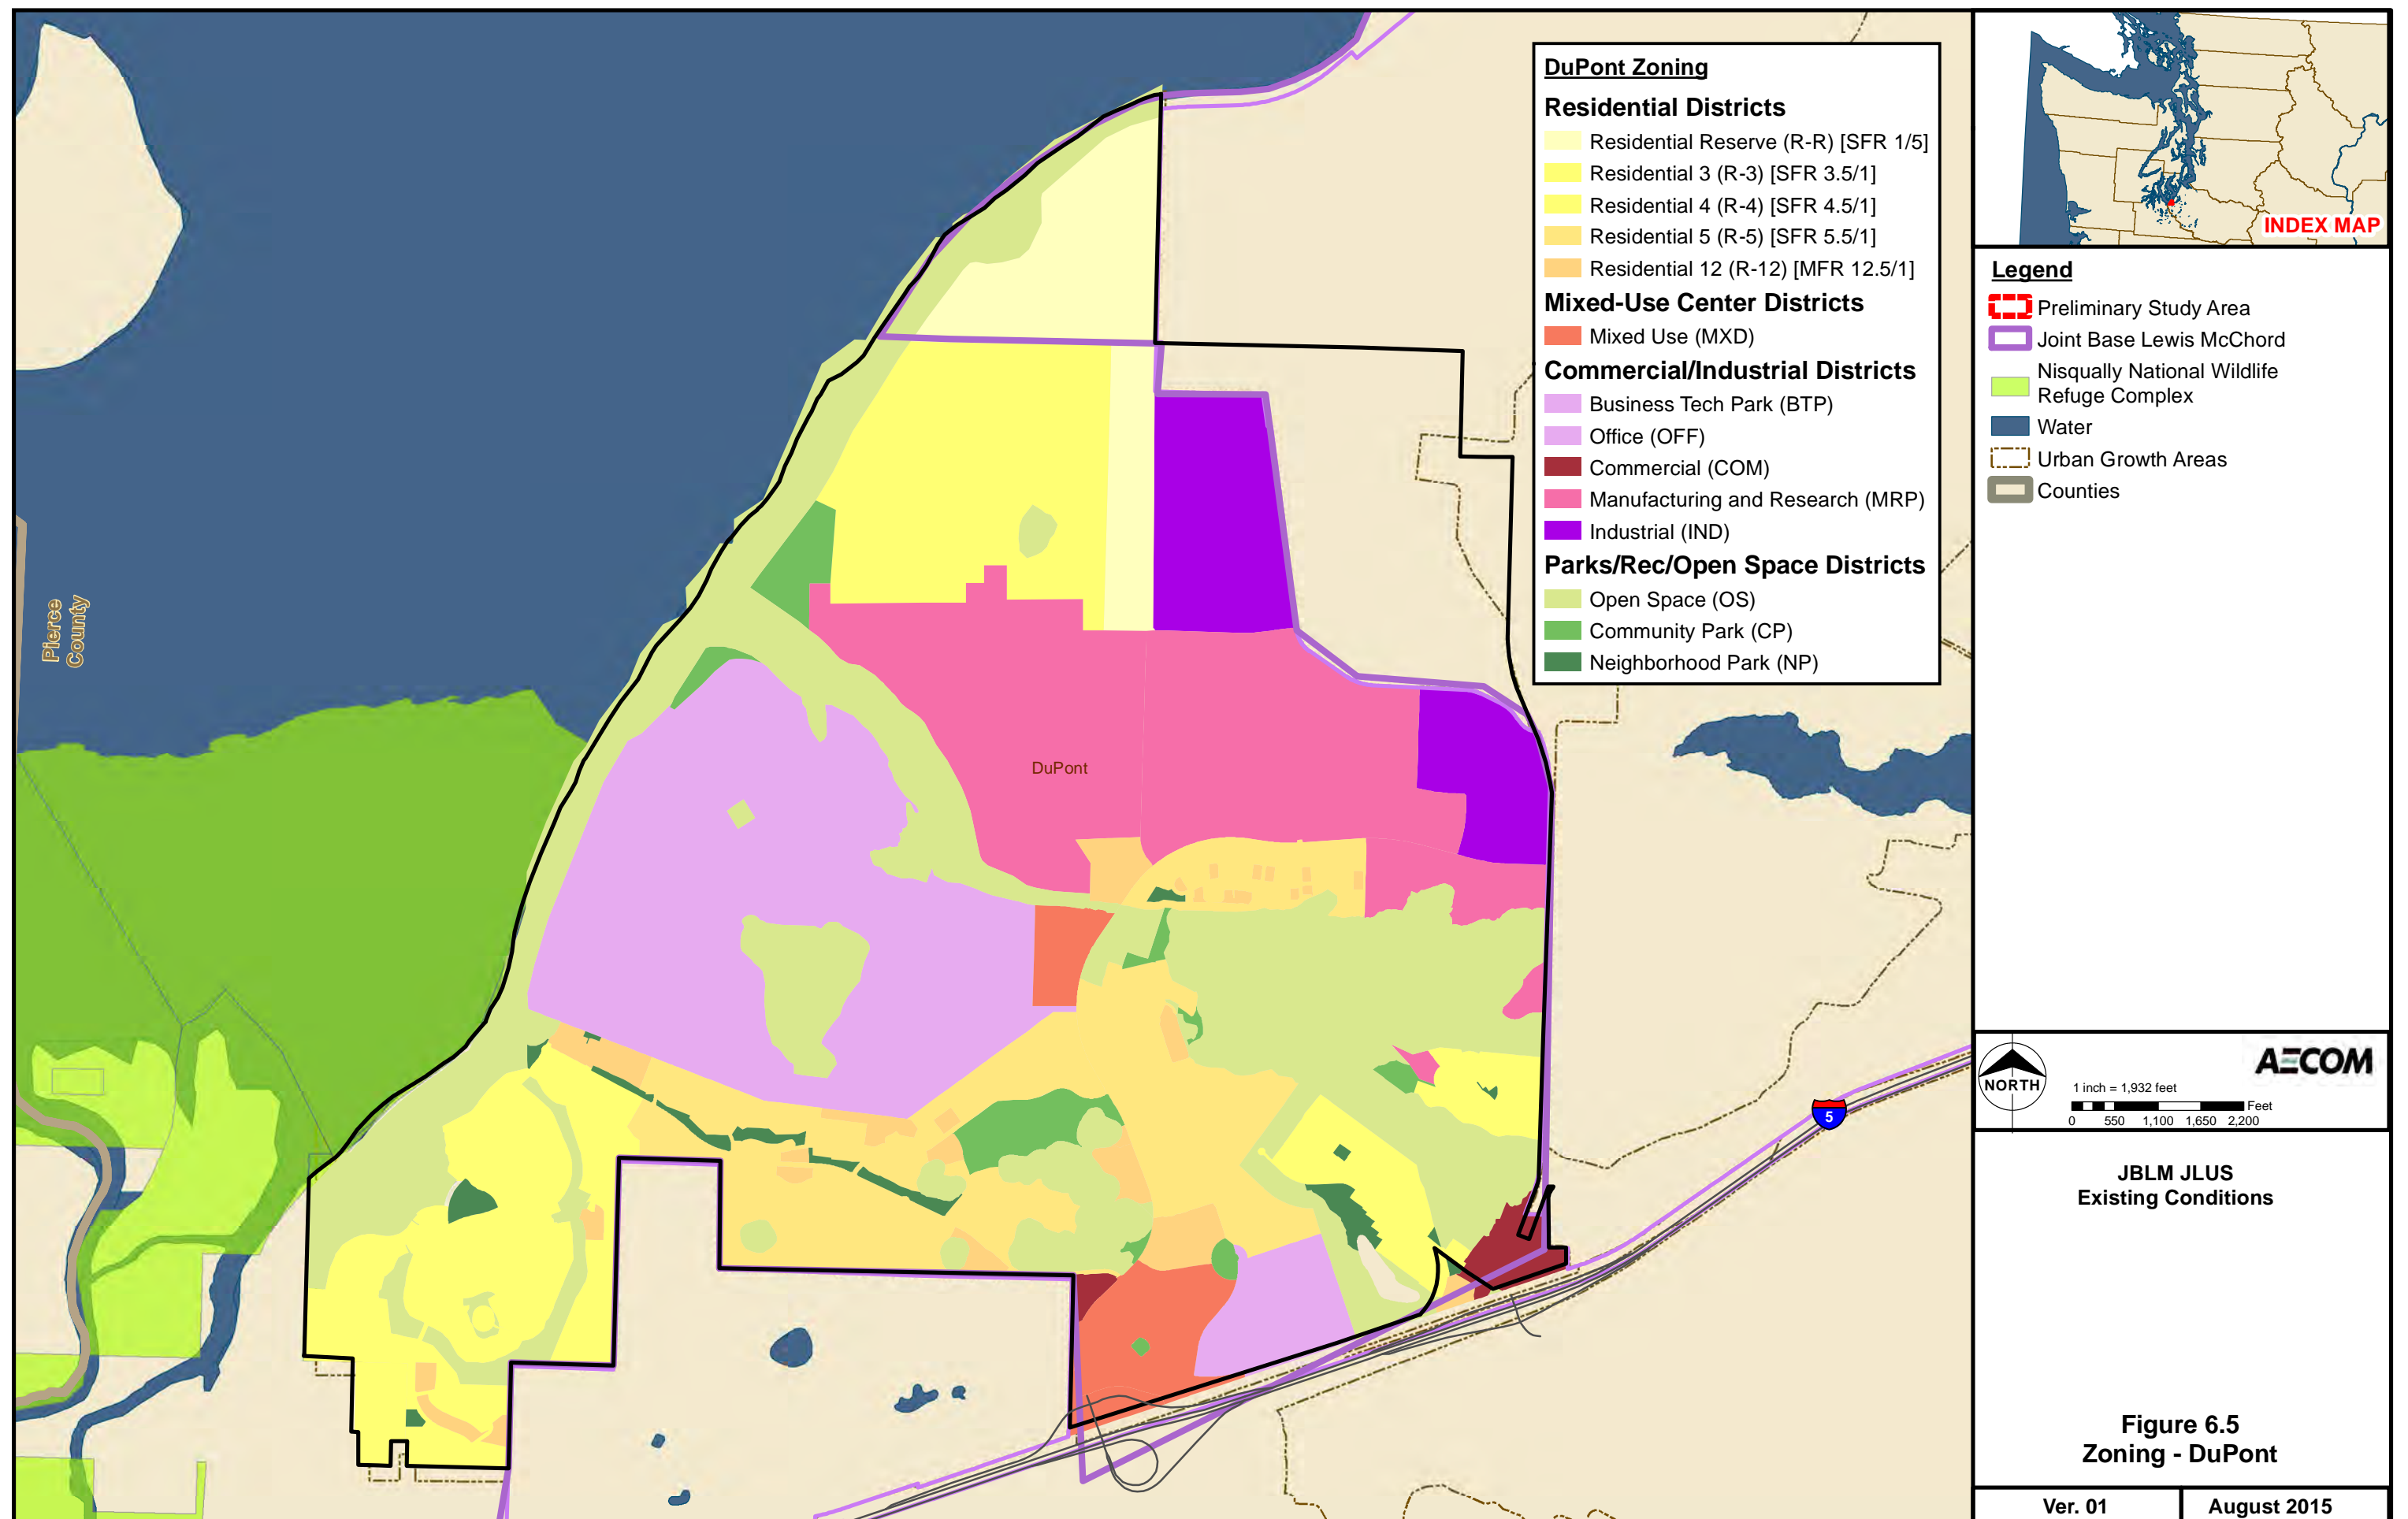 DuPont Zoning
Residential Districts
Residential Reserve (R-R) [SFR 1/5]
Residential 3 (R-3) [SFR 3.5/1]
Residential 4 (R-4) [SFR 4.5/1]
Residential 5 (R-5) [SFR 5.5/1]
Residential 12 (R-12) [MFR 12.5/1]
Mixed-Use Center Districts
Mixed Use (MXD)
Commercial/Industrial Districts
Business Tech Park (BTP)
Office (OFF)
Commercial (COM)
Manufacturing and Research (MRP)
Industrial (IND)
Parks/Rec/Open Space Districts
Open Space (OS)
Community Park (CP)
Neighborhood Park (NP)
Pierce
County
DuPont
5
INDEX MAP
Legend
Preliminary Study Area
Joint Base Lewis McChord
Nisqually National Wildlife
Refuge Complex
Water
Urban Growth Areas
Counties
NORTH
AECOM
1 inch = 1,932 feet
Feet
0 550 1,100 1,650 2,200
JBLM JLUS
Existing Conditions
Figure 6.5
Zoning - DuPont
Ver. 01
August 2015